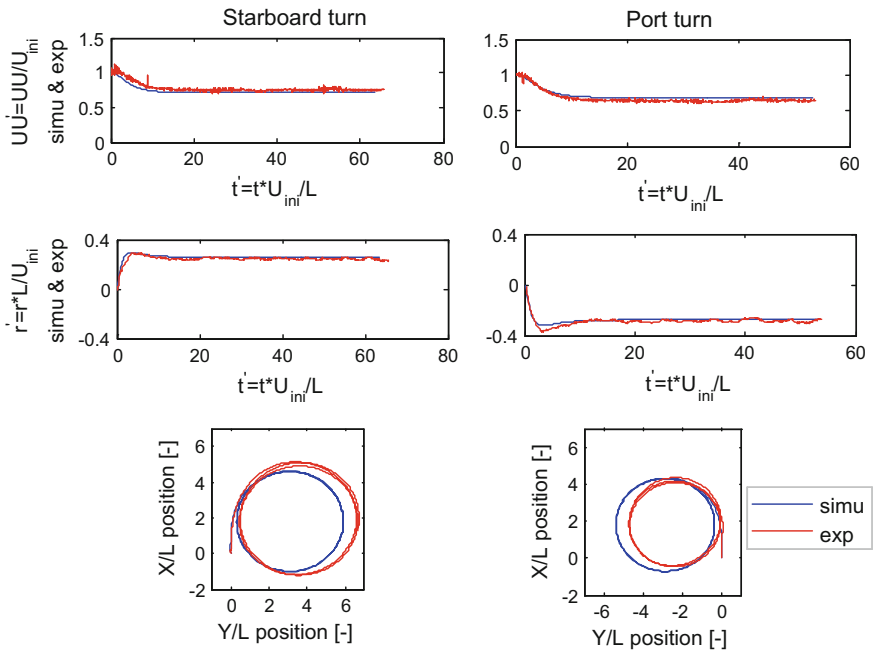 Starboard turn
Port turn
UU'=UU/U_ini
simu & exp
1.5
1
0.5
0
0 20 40 60 80
t'=t*U_ini/L
1.5
1
0.5
0
0 20 40 60
t'=t*U_ini/L
r'=r*L/U_ini
simu & exp
0.4
0
-0.4
0 20 40 60 80
t'=t*U_ini/L
0.4
0
-0.4
0 20 40 60
t'=t*U_ini/L
X/L position [-]
6
4
2
0
-2
0 2 4 6
Y/L position [-]
X/L position [-]
6
4
2
0
-2
-6 -4 -2 0
Y/L position [-]
simu
exp